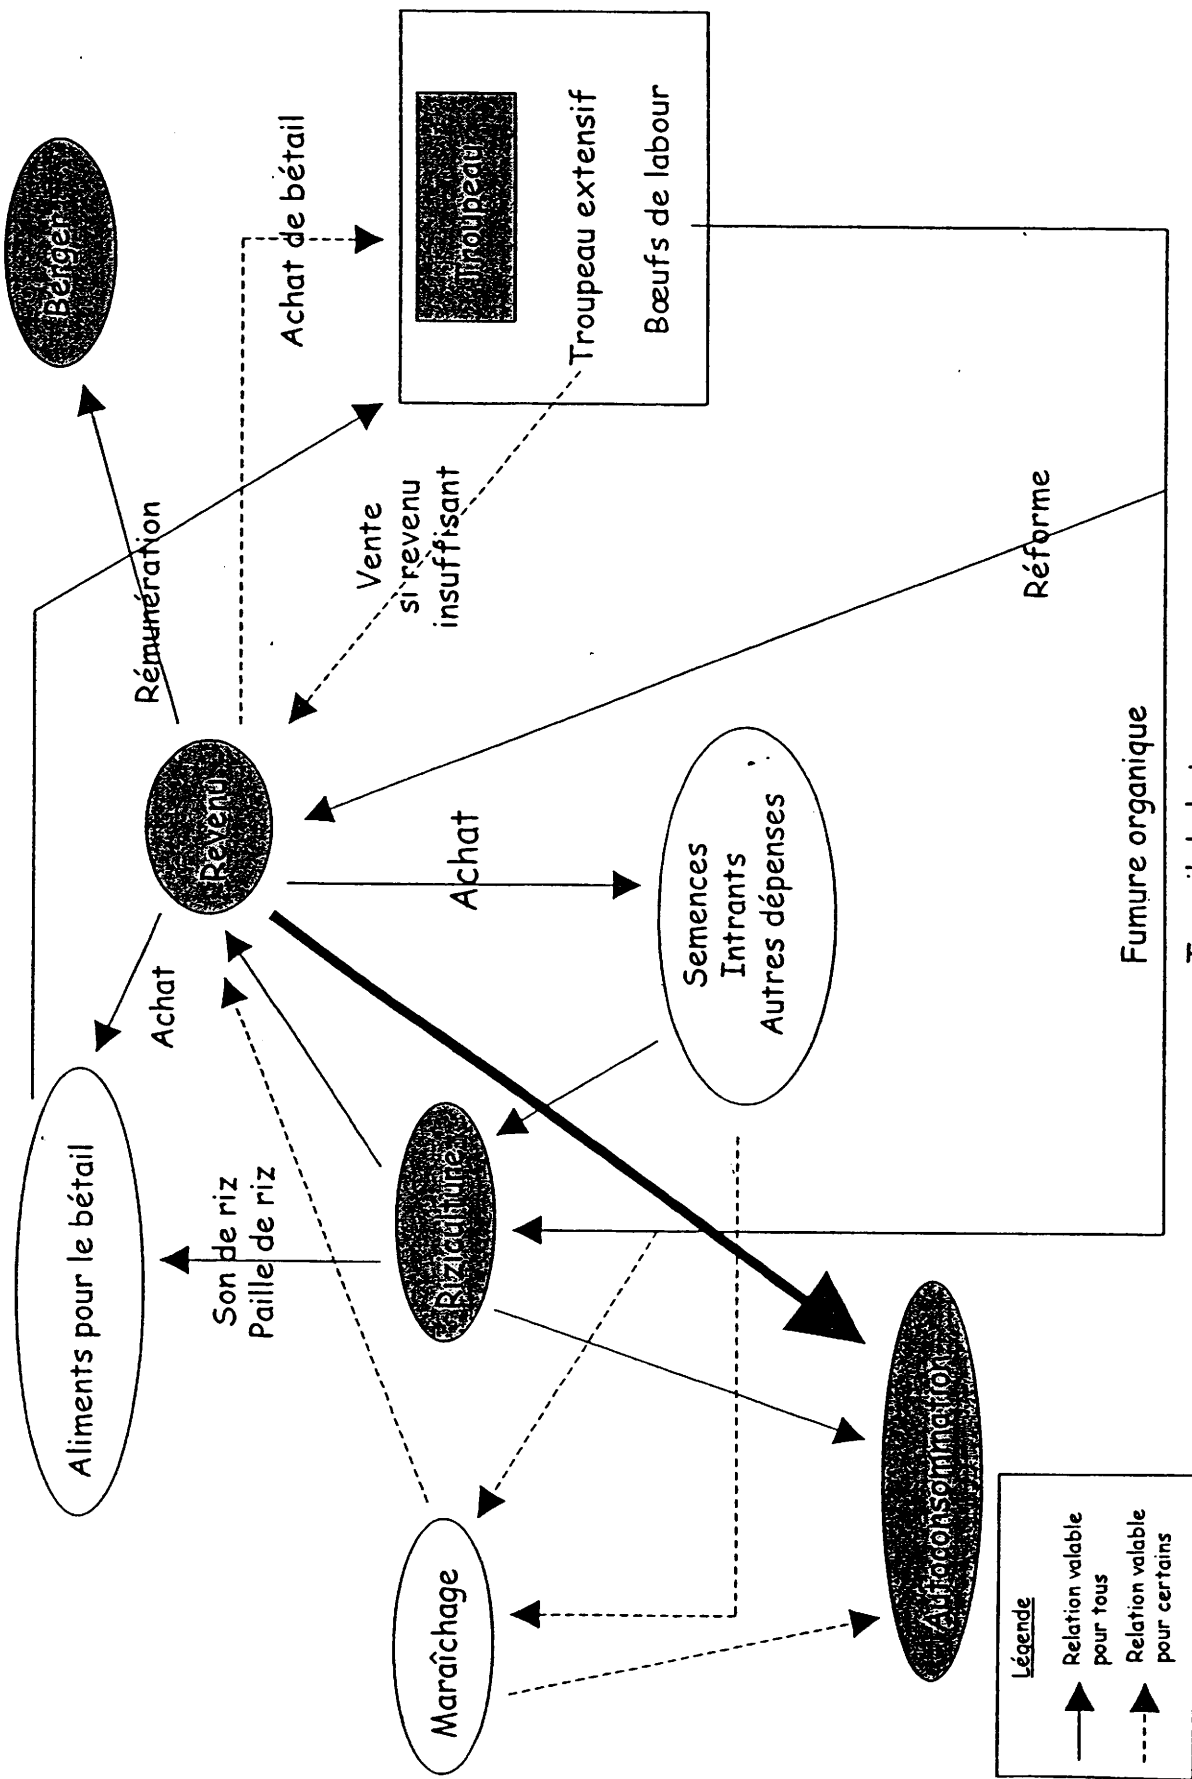 Aliments pour le bétail
Berger
Rémunération
Achat
Revenu
Son de riz
Paille de riz
Achat de bétail
Vente
si revenu
insuffisant
Maraîchage
Riziculture
Achat
Troupeau
Troupeau extensif
Bœufs de labour
Semences
Intrants
Autres dépenses
Autoconsommation
Réforme
Fumure organique
Légende
Relation valable
pour tous
Relation valable
pour certains